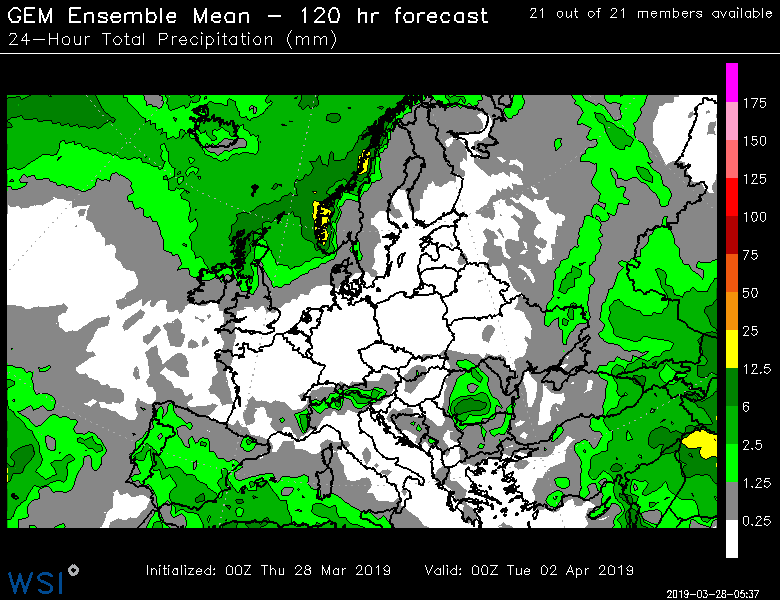 GEM Ensemble Mean - 120 hr forecast
21 out of 21 members available
24-Hour Total Precipitation (mm)
175
150
125
100
75
50
25
12.5
6
2.5
1.25
0.25
Initialized: 00Z Thu 28 Mar 2019
Valid: 00Z Tue 02 Apr 2019
WSI
2019-03-28-05:37